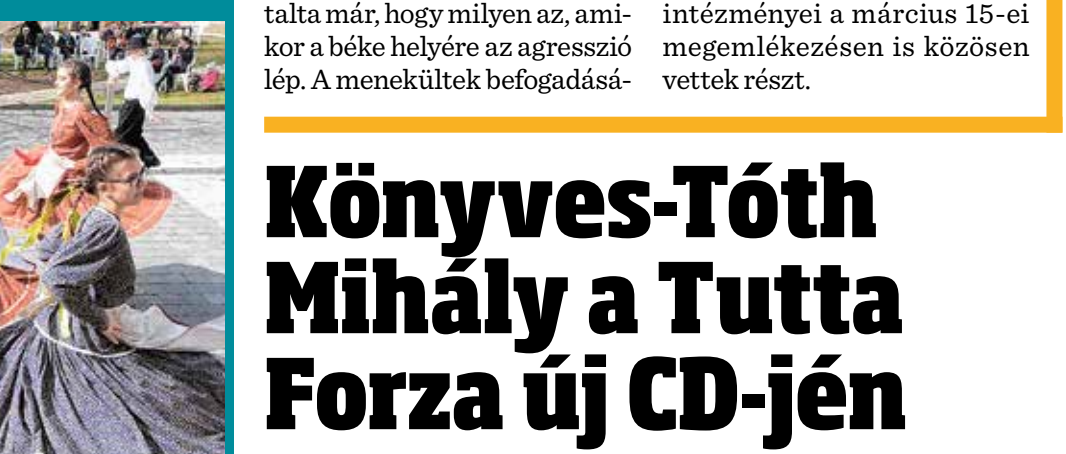 talta már, hogy milyen az, ami-
kor a béke helyére az agresszió
lép. A menekültek befogadásá-
intézményei a március 15-ei
megemlékezésen is közösen
vettek részt.
Könyves-Tóth
Mihály a Tutta
Forza új CD-jén